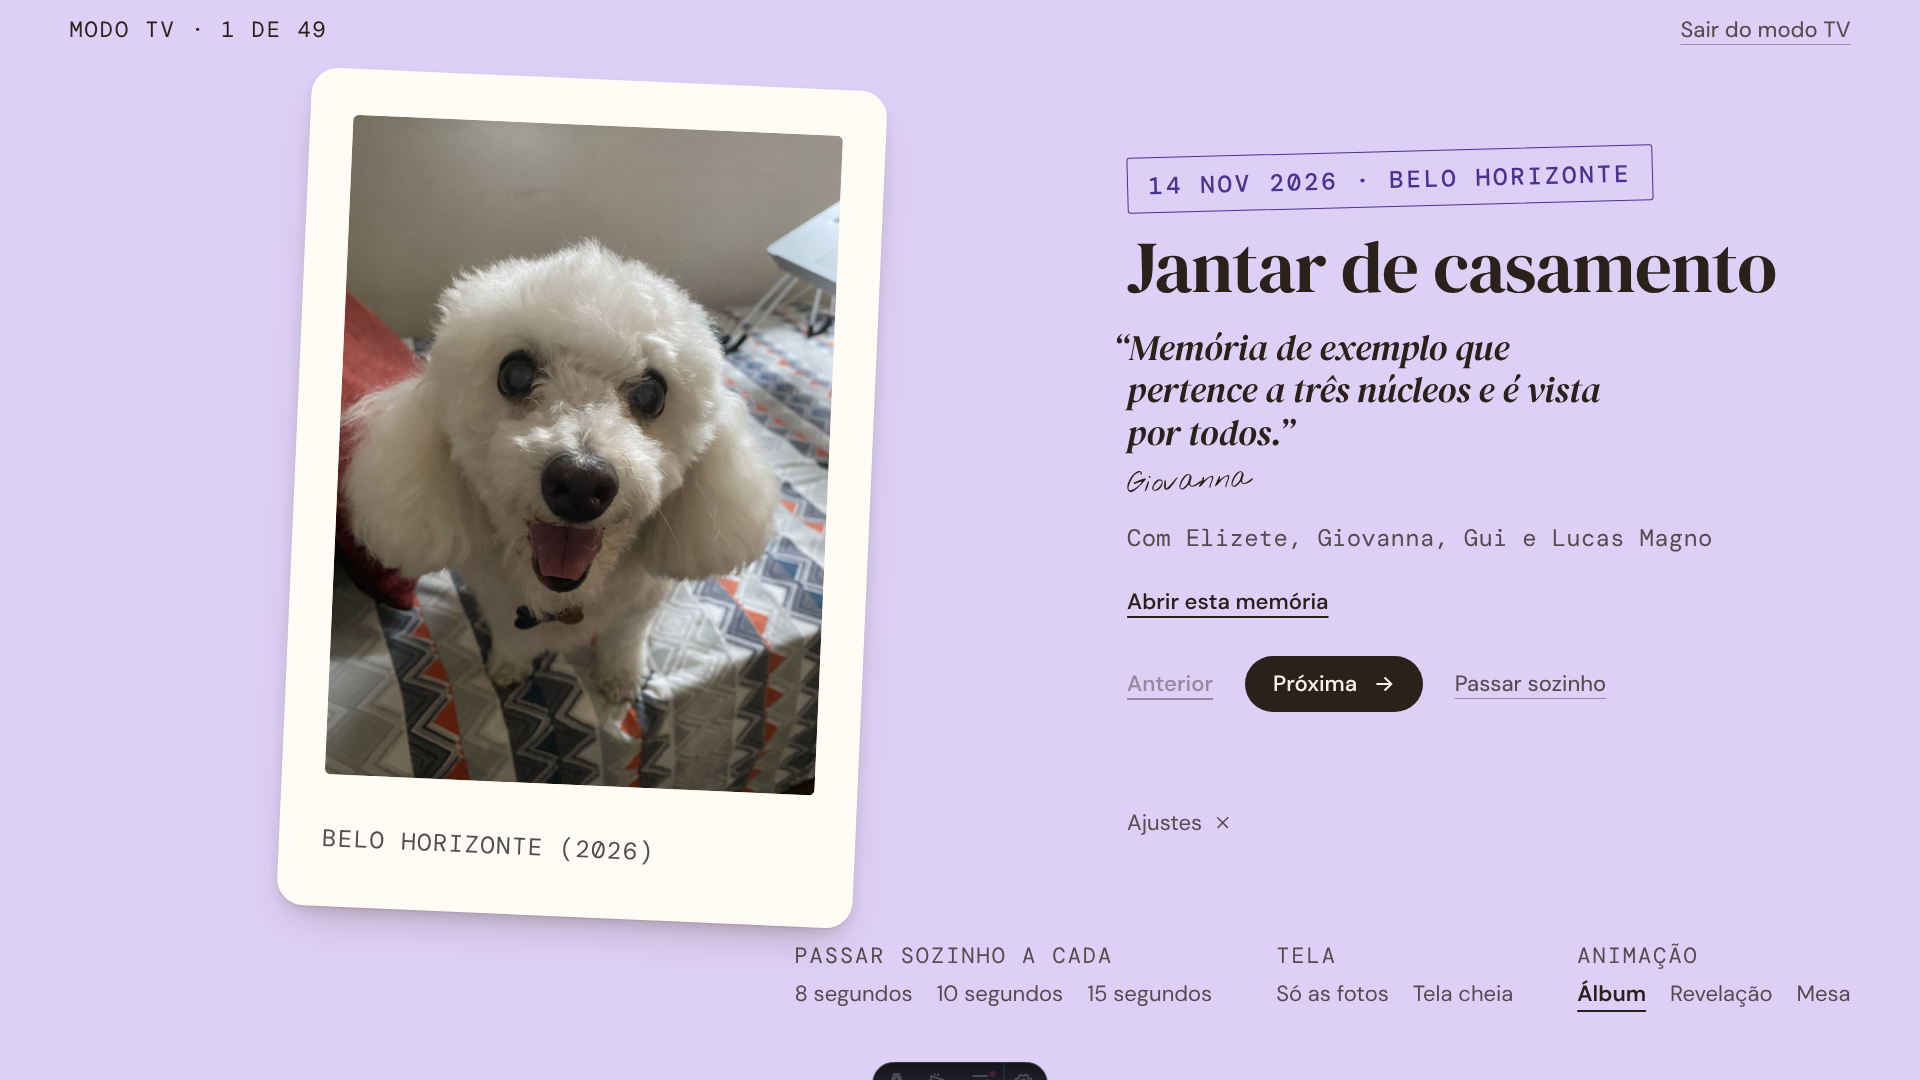 MODO TV · 1 DE 49
Sair do modo TV
14 NOV 2026 · BELO HORIZONTE
Jantar de casamento
“Memória de exemplo que
pertence a três núcleos e é vista
por todos.”
Giovanna
Com Elizete, Giovanna, Gui e Lucas Magno
Abrir esta memória
Anterior
Próxima →
Passar sozinho
BELO HORIZONTE (2026)
Ajustes ×
PASSAR SOZINHO A CADA
8 segundos 10 segundos 15 segundos
TELA
Só as fotos Tela cheia
ANIMAÇÃO
Álbum Revelação Mesa